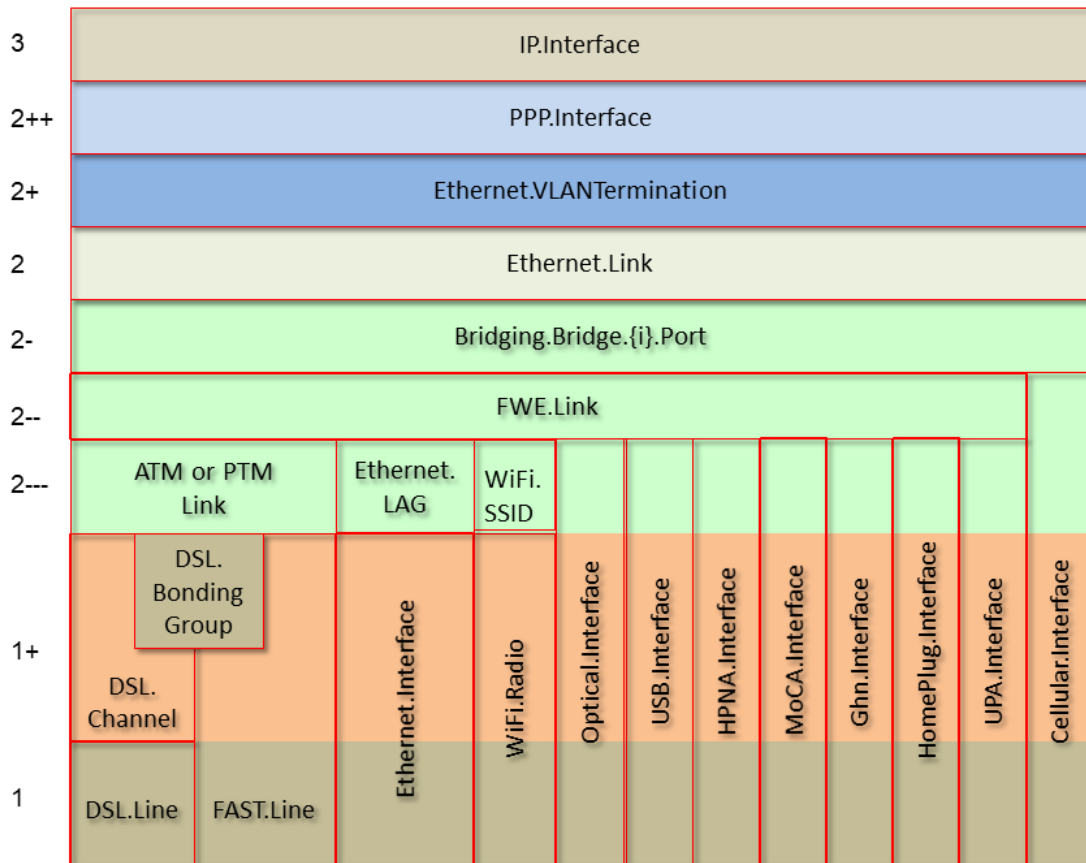 3
IP.Interface
2++
PPP.Interface
2+
Ethernet.VLANTermination
2
Ethernet.Link
2-
Bridging.Bridge.{i}.Port
2--
FWE.Link
2---
ATM or PTM
Link
Ethernet.
LAG
WiFi.
SSID
1+
DSL.
Bonding
Group
DSL.
Channel
Ethernet.Interface
WiFi.Radio
Optical.Interface
USB.Interface
HPNA.Interface
MoCA.Interface
Ghn.Interface
HomePlug.Interface
UPA.Interface
Cellular.Interface
1
DSL.Line
FAST.Line